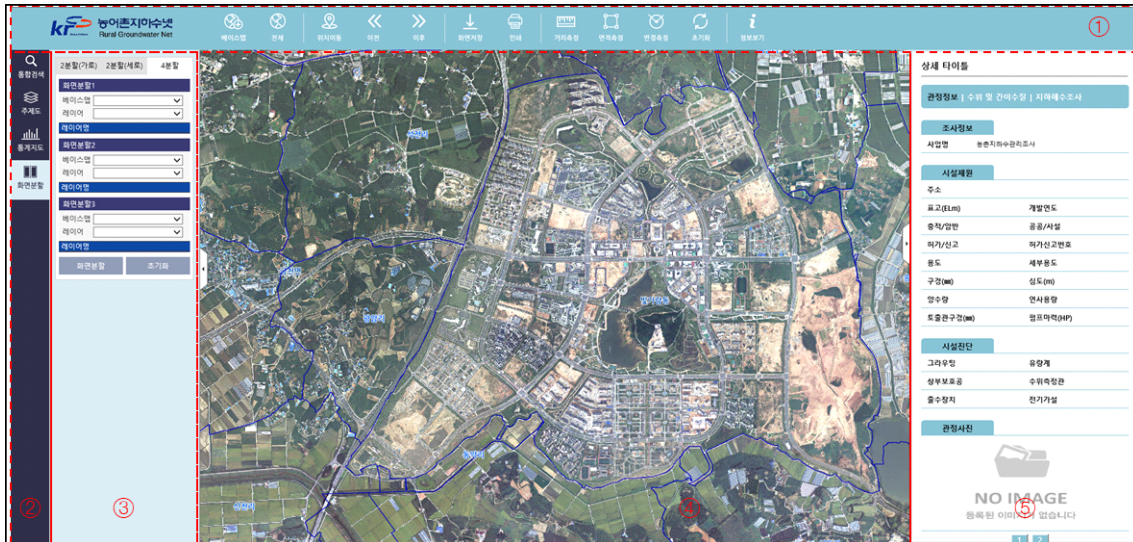 kr 농어촌지하수넷
Rural Groundwater Net
베이스맵 전체 위치이동 이전 이후 화면저장 인쇄 거리측정 면적측정 반경측정 초기화 정보보기
①
통합검색
주제도
통계지도
화면분할
②
2분할(가로) 2분할(세로) 4분할
화면분할1
베이스맵
레이어
레이어명
화면분할2
베이스맵
레이어
레이어명
화면분할3
베이스맵
레이어
레이어명
화면분할 초기화
③
④
상세 타이틀
관정정보 | 수위 및 간이수질 | 지하해수조사
조사정보
사업명 농촌지하수관리조사
시설제원
주소
표고(ELm) 개발연도
충적/암반 공공/사설
허가/신고 허가신고번호
용도 세부용도
구경(㎜) 심도(m)
양수량 연사용량
토출관구경(㎜) 펌프마력(HP)
시설진단
그라우팅 유량계
상부보호공 수위측정관
출수장치 전기가설
관정사진
NO IMAGE
등록된 이미지가 없습니다
⑤
1 2